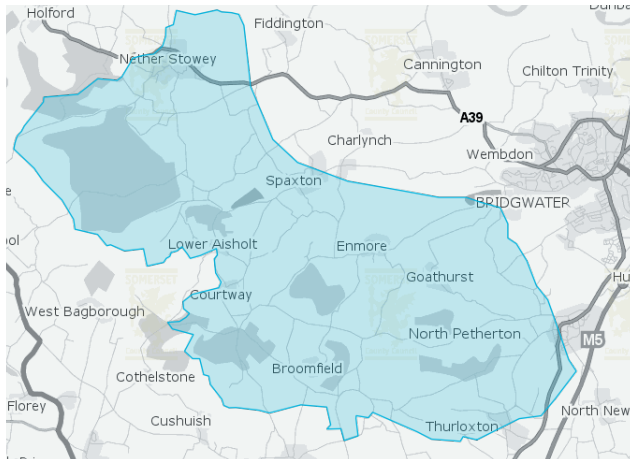 Holford
Fiddington
Nether Stowey
Cannington
Chilton Trinity
A39
Charlynch
Wembdon
Spaxton
BRIDGWATER
Lower Aisholt
Enmore
Goathurst
Courtway
West Bagborough
North Petherton
M5
Broomfield
Cothelstone
Florey
Cushuish
Thurloxton
North New